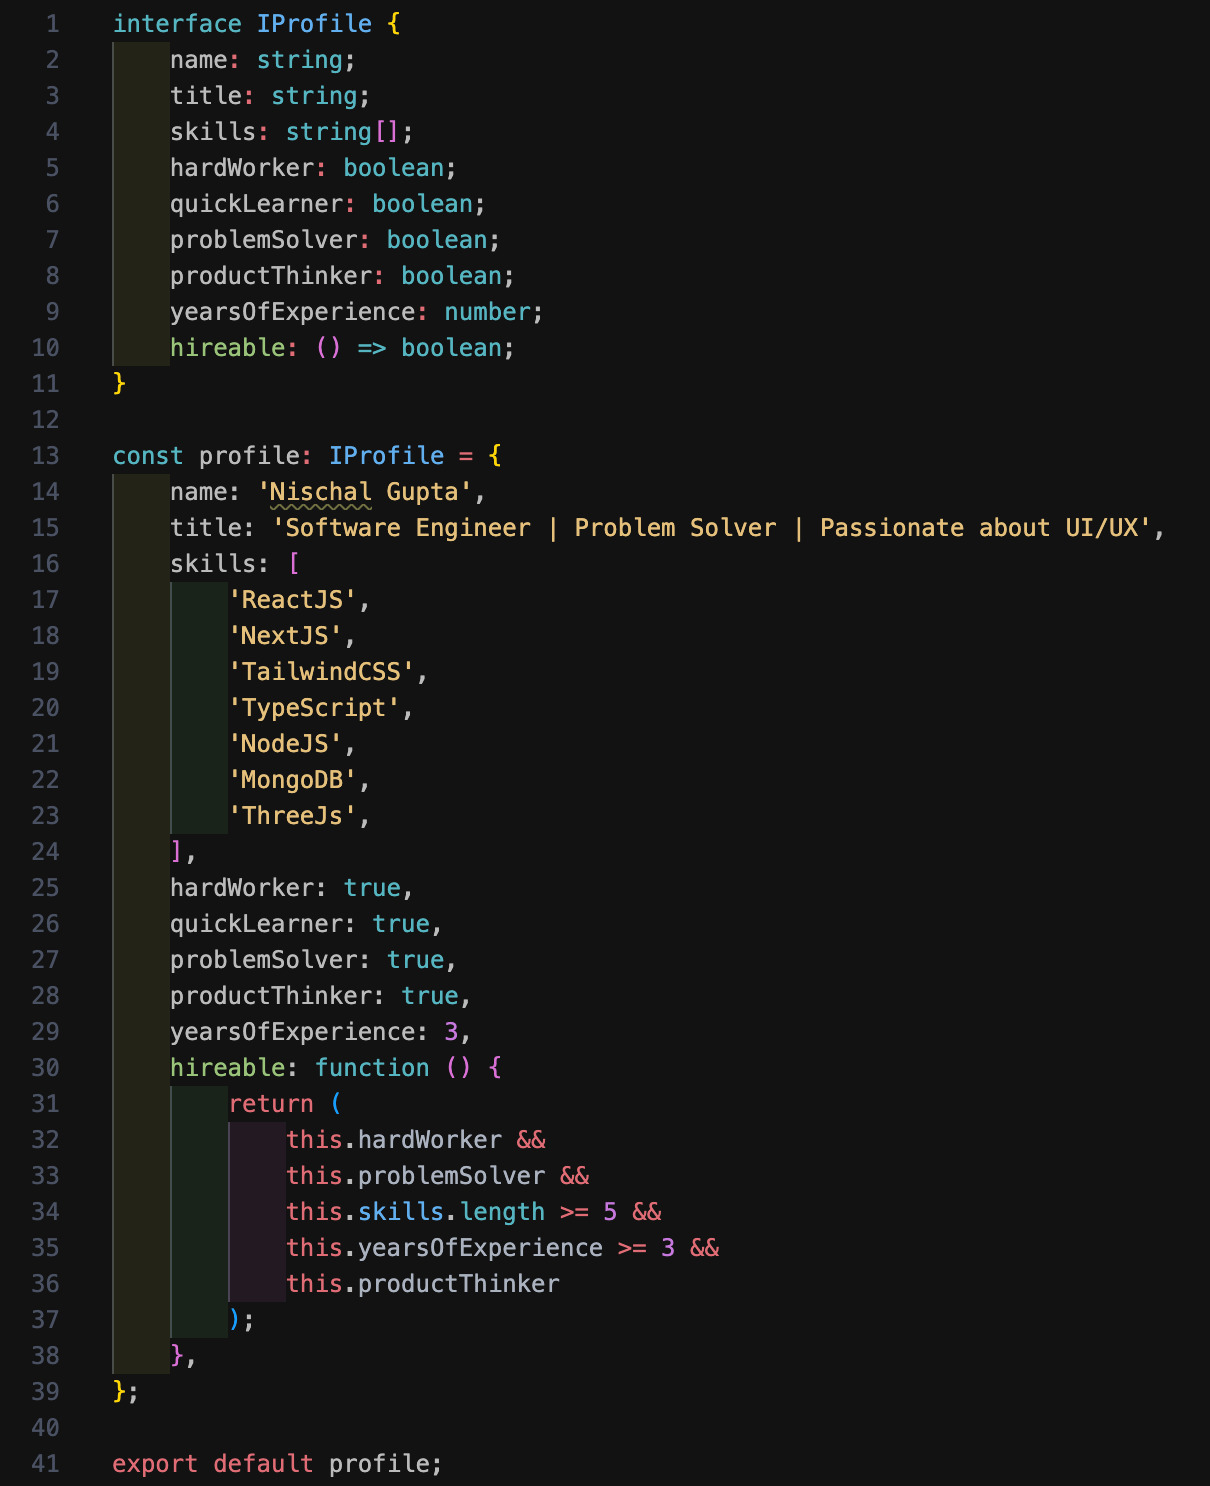 1 interface IProfile {
2 name: string;
3 title: string;
4 skills: string[];
5 hardWorker: boolean;
6 quickLearner: boolean;
7 problemSolver: boolean;
8 productThinker: boolean;
9 yearsOfExperience: number;
10 hireable: () => boolean;
11 }
12
13 const profile: IProfile = {
14 name: 'Nischal Gupta',
15 title: 'Software Engineer | Problem Solver | Passionate about UI/UX',
16 skills: [
17 'ReactJS',
18 'NextJS',
19 'TailwindCSS',
20 'TypeScript',
21 'NodeJS',
22 'MongoDB',
23 'ThreeJs',
24 ],
25 hardWorker: true,
26 quickLearner: true,
27 problemSolver: true,
28 productThinker: true,
29 yearsOfExperience: 3,
30 hireable: function () {
31 return (
32 this.hardWorker &&
33 this.problemSolver &&
34 this.skills.length >= 5 &&
35 this.yearsOfExperience >= 3 &&
36 this.productThinker
37 );
38 },
39 };
40
41 export default profile;